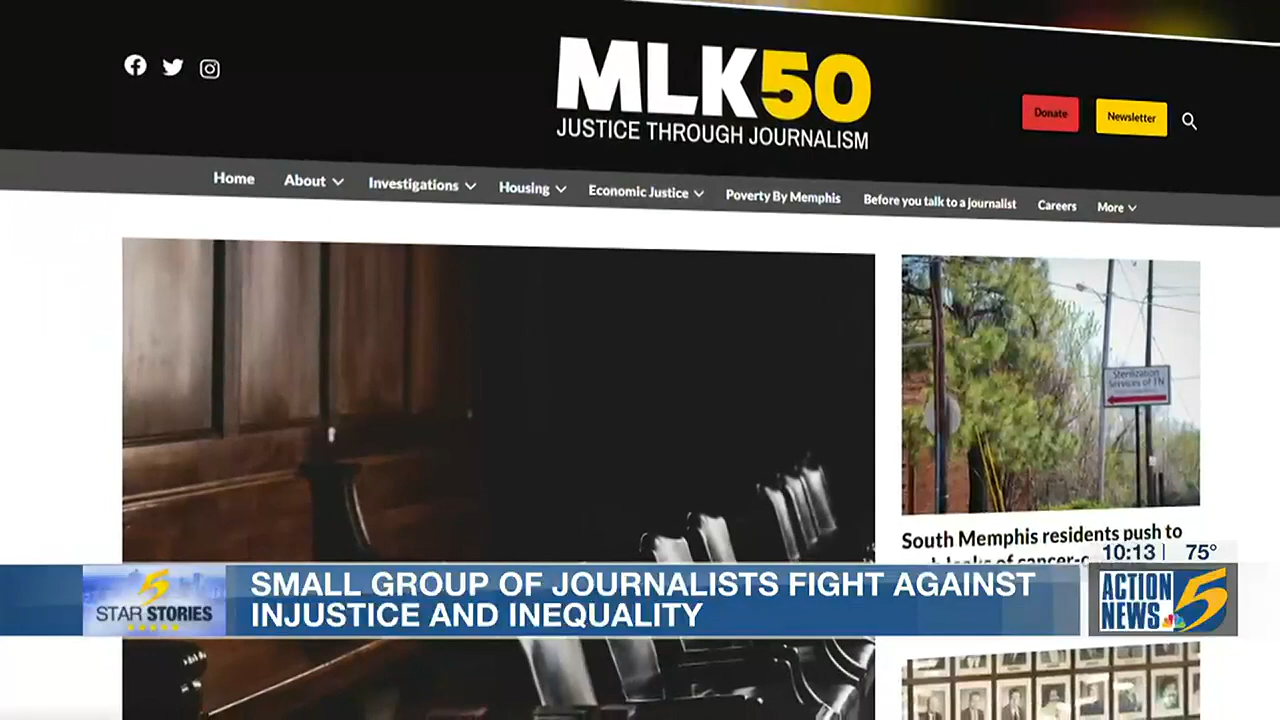 MLK50
JUSTICE THROUGH JOURNALISM
Donate
Newsletter
Home
About
Investigations
Housing
Economic Justice
Poverty By Memphis
Before you talk to a journalist
Careers
More
Sterilization
Services of TN
South Memphis residents push to
10:13 | 75°
5
STAR STORIES
SMALL GROUP OF JOURNALISTS FIGHT AGAINST
INJUSTICE AND INEQUALITY
ACTION
NEWS 5